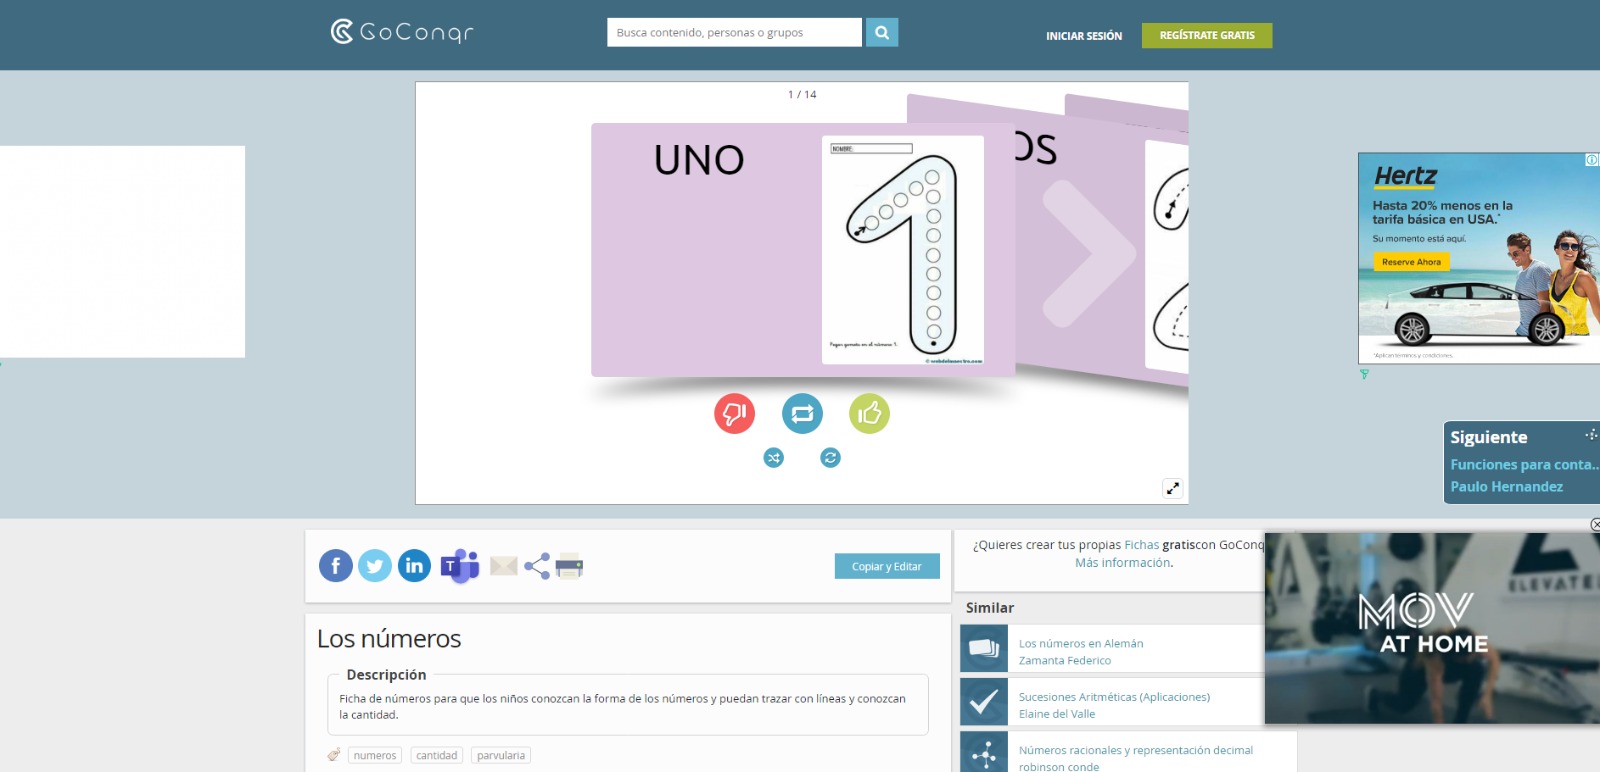 GoConqr
Busca contenido, personas o grupos
INICIAR SESIÓN
REGÍSTRATE GRATIS
1 / 14
UNO
OS
NOMBRE:
1
Pegar gomets en el número 1.
© webdelmaestro.com
Hertz
Hasta 20% menos en la
tarifa básica en USA.*
Su momento está aquí.
Reserve Ahora
*Aplican terminos y condiciones.
Siguiente
Funciones para conta...
Paulo Hernandez
Copiar y Editar
¿Quieres crear tus propias Fichas gratiscon GoConq
Más información.
Similar
Los números en Alemán
Zamanta Federico
Sucesiones Aritméticas (Aplicaciones)
Elaine del Valle
Números racionales y representación decimal
robinson conde
ELEVATE
MOV
AT HOME
Los números
Descripción
Ficha de números para que los niños conozcan la forma de los números y puedan trazar con líneas y conozcan
la cantidad.
numeros
cantidad
parvularia